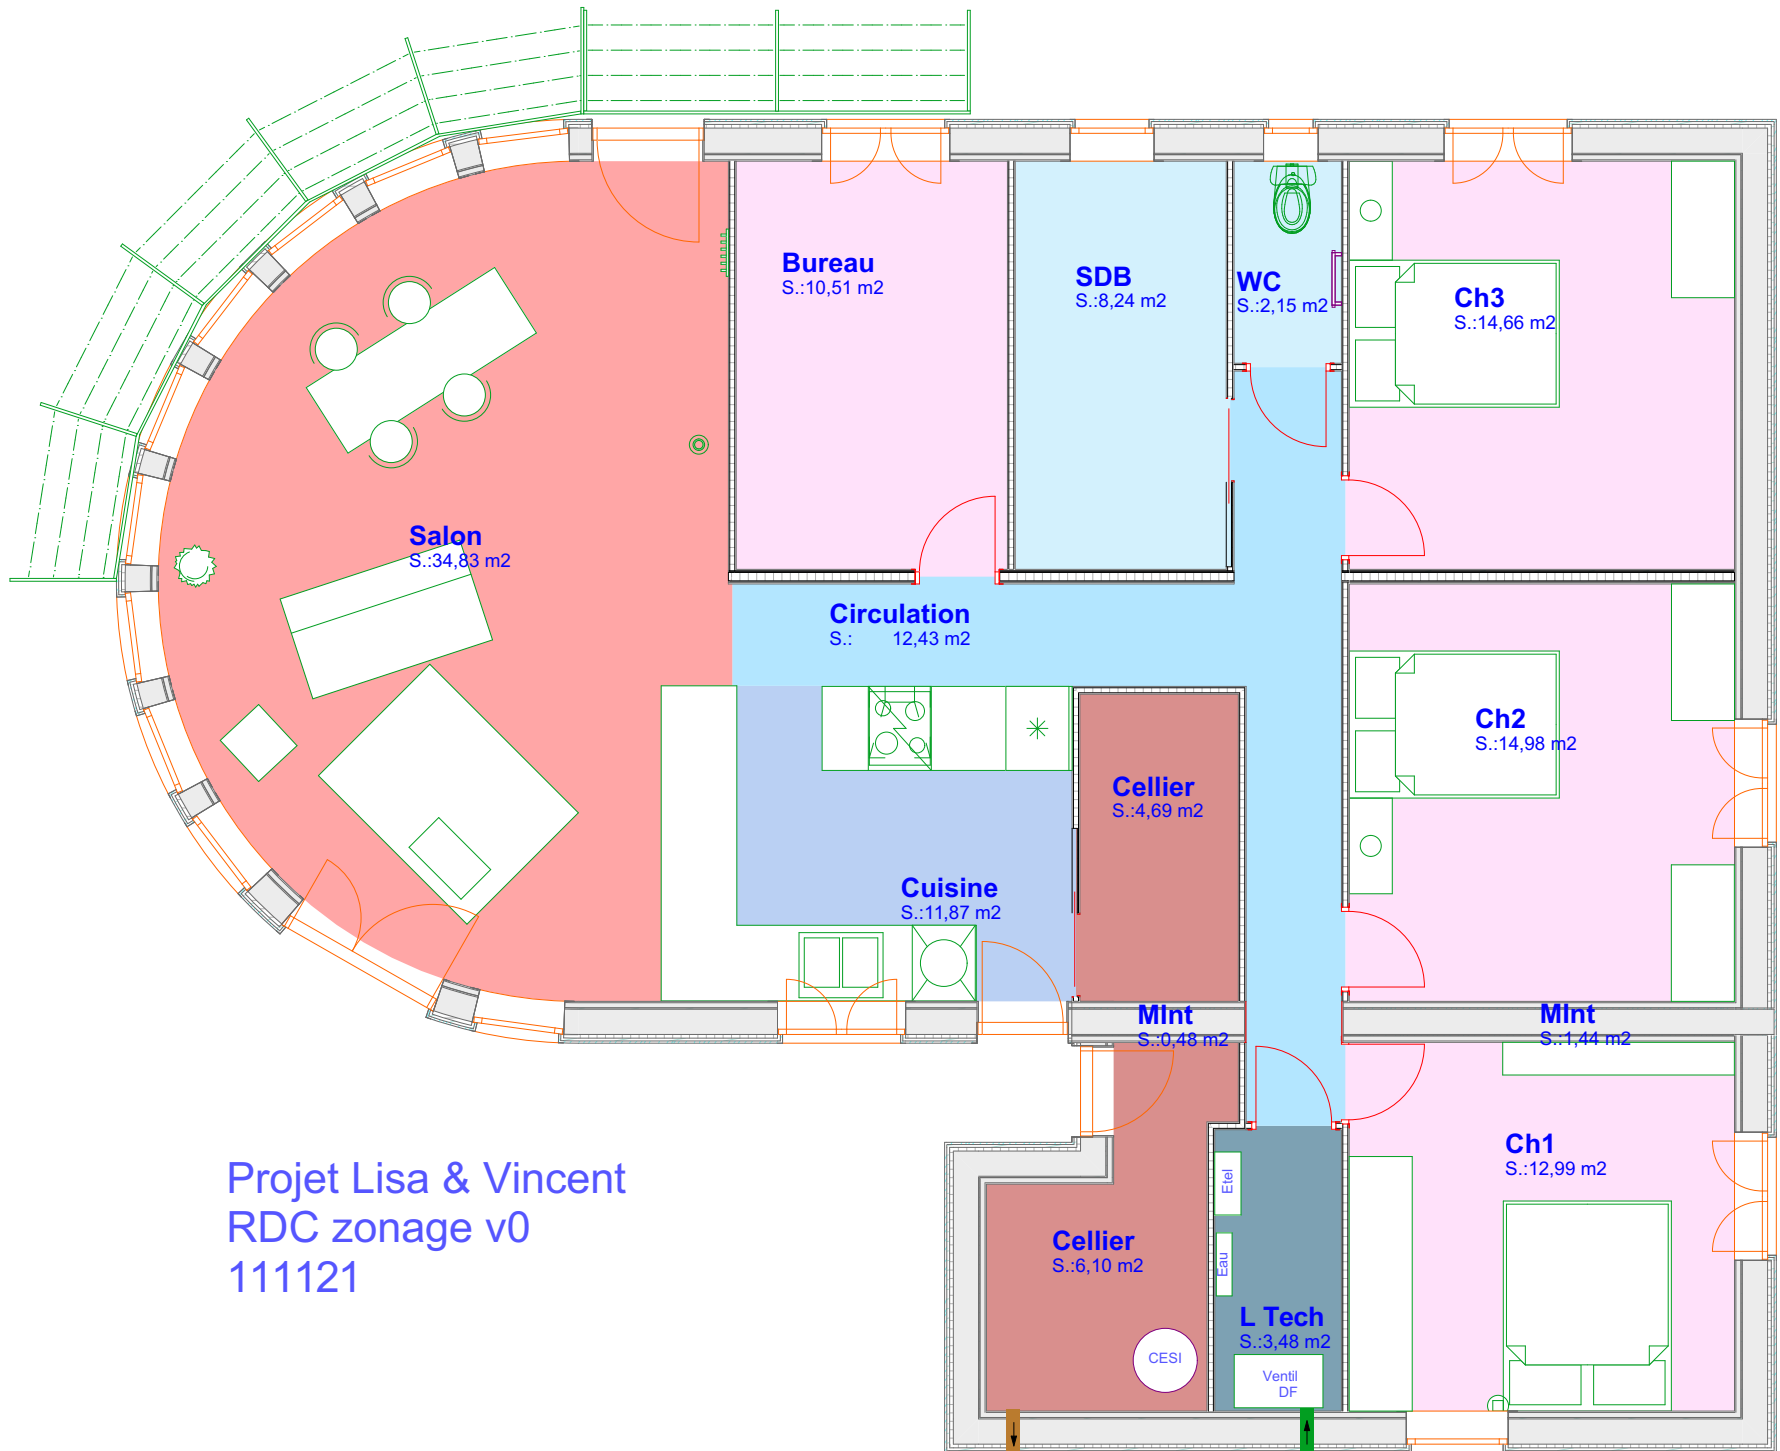 Bureau
S.:10,51 m2
SDB
S.:8,24 m2
WC
S.:2,15 m2
Ch3
S.:14,66 m2
Salon
S.:34,83 m2
Circulation
S.: 12,43 m2
Ch2
S.:14,98 m2
Cellier
S.:4,69 m2
Cuisine
S.:11,87 m2
MInt
S.:0,48 m2
MInt
S.:1,44 m2
Ch1
S.:12,99 m2
Projet Lisa & Vincent
RDC zonage v0
111121
Etel
Eau
Cellier
S.:6,10 m2
L Tech
S.:3,48 m2
CESI
Ventil
DF